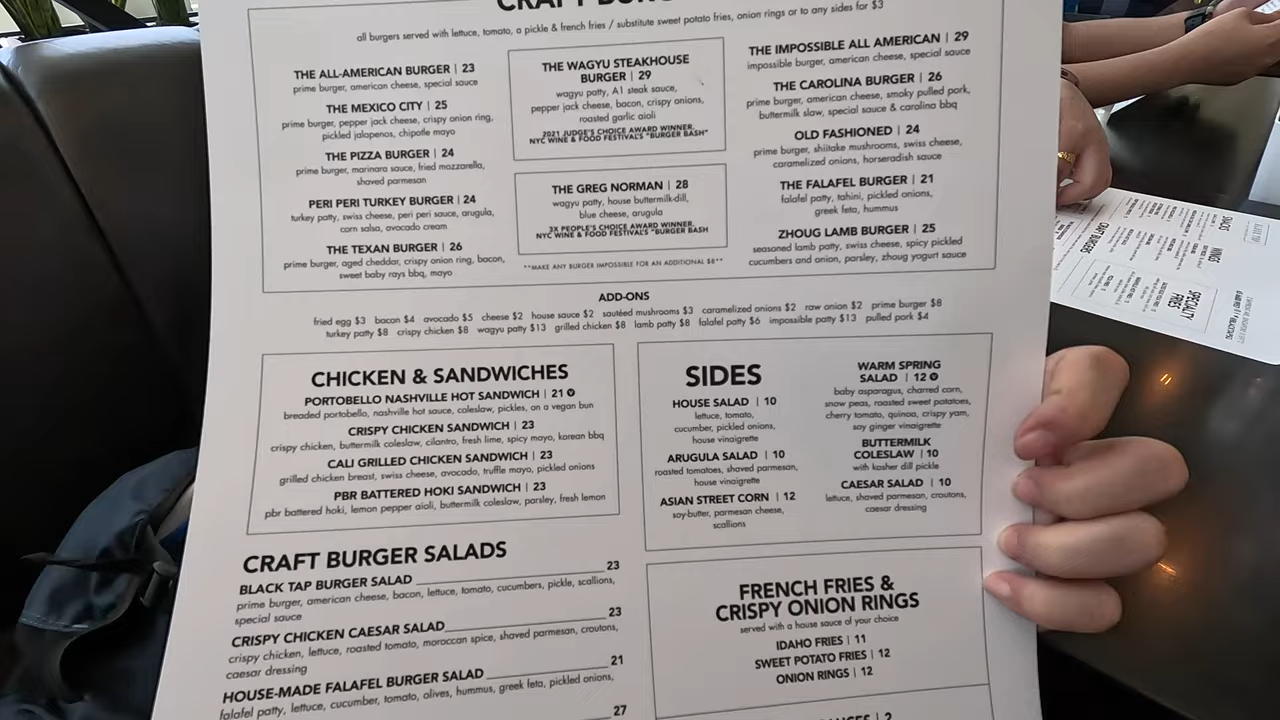 CRAFT BURG
all burgers served with lettuce, tomato, a pickle & french fries / substitute sweet potato fries, onion rings or to any sides for $3
THE ALL-AMERICAN BURGER | 23
prime burger, american cheese, special sauce
THE MEXICO CITY | 25
prime burger, pepper jack cheese, crispy onion ring,
pickled jalapenos, chipotle mayo
THE PIZZA BURGER | 24
prime burger, marinara sauce, fried mozzarella,
shaved parmesan
PERI PERI TURKEY BURGER | 24
turkey patty, swiss cheese, peri peri sauce, arugula,
corn salsa, avocado cream
THE TEXAN BURGER | 26
prime burger, aged cheddar, crispy onion ring, bacon,
sweet baby rays bbq, mayo
THE WAGYU STEAKHOUSE
BURGER | 29
wagyu patty, A1 steak sauce,
pepper jack cheese, bacon, crispy onions,
roasted garlic aioli
2021 JUDGE'S CHOICE AWARD WINNER,
NYC WINE & FOOD FESTIVAL'S "BURGER BASH"
THE GREG NORMAN | 28
wagyu patty, house buttermilk-dill,
blue cheese, arugula
3X PEOPLE'S CHOICE AWARD WINNER,
NYC WINE & FOOD FESTIVAL'S "BURGER BASH
**MAKE ANY BURGER IMPOSSIBLE FOR AN ADDITIONAL $8**
THE IMPOSSIBLE ALL AMERICAN | 29
impossible burger, american cheese, special sauce
THE CAROLINA BURGER | 26
prime burger, american cheese, smoky pulled pork,
buttermilk slaw, special sauce & carolina bbq
OLD FASHIONED | 24
prime burger, shiitake mushrooms, swiss cheese,
caramelized onions, horseradish sauce
THE FALAFEL BURGER | 21
falafel patty, tahini, pickled onions,
greek feta, hummus
ZHOUG LAMB BURGER | 25
seasoned lamb patty, swiss cheese, spicy pickled
cucumbers and onion, parsley, zhoug yogurt sauce
ADD-ONS
fried egg $3 bacon $4 avocado $5 cheese $2 house sauce $2 sautéed mushrooms $3 caramelized onions $2 raw onion $2 prime burger $8
turkey patty $8 crispy chicken $8 wagyu patty $13 grilled chicken $8 lamb patty $8 falafel patty $6 impossible patty $13 pulled pork $4
CHICKEN & SANDWICHES
PORTOBELLO NASHVILLE HOT SANDWICH | 21 V
breaded portobello, nashville hot sauce, coleslaw, pickles, on a vegan bun
CRISPY CHICKEN SANDWICH | 23
crispy chicken, buttermilk coleslaw, cilantro, fresh lime, spicy mayo, korean bbq
CALI GRILLED CHICKEN SANDWICH | 23
grilled chicken breast, swiss cheese, avocado, truffle mayo, pickled onions
PBR BATTERED HOKI SANDWICH | 23
pbr battered hoki, lemon pepper aioli, buttermilk coleslaw, parsley, fresh lemon
SIDES
HOUSE SALAD | 10
lettuce, tomato,
cucumber, pickled onions,
house vinaigrette
ARUGULA SALAD | 10
roasted tomatoes, shaved parmesan,
house vinaigrette
ASIAN STREET CORN | 12
soy-butter, parmesan cheese,
scallions
WARM SPRING
SALAD | 12 V
baby asparagus, charred corn,
snow peas, roasted sweet potatoes,
cherry tomato, quinoa, crispy yam,
soy ginger vinaigrette
BUTTERMILK
COLESLAW | 10
with kosher dill pickle
CAESAR SALAD | 10
lettuce, shaved parmesan, croutons,
caesar dressing
CRAFT BURGER SALADS
BLACK TAP BURGER SALAD 23
prime burger, american cheese, bacon, lettuce, tomato, cucumbers, pickle, scallions,
special sauce
CRISPY CHICKEN CAESAR SALAD 23
crispy chicken, lettuce, roasted tomato, moroccan spice, shaved parmesan, croutons,
caesar dressing
HOUSE-MADE FALAFEL BURGER SALAD 21
falafel patty, lettuce, cucumber, tomato, olives, hummus, greek feta, pickled onions,
27
FRENCH FRIES &
CRISPY ONION RINGS
served with a house sauce of your choice
IDAHO FRIES | 11
SWEET POTATO FRIES | 12
ONION RINGS | 12
SNACKS
WINGS
CRAFT BURGERS
SPECIALITY
FRIES